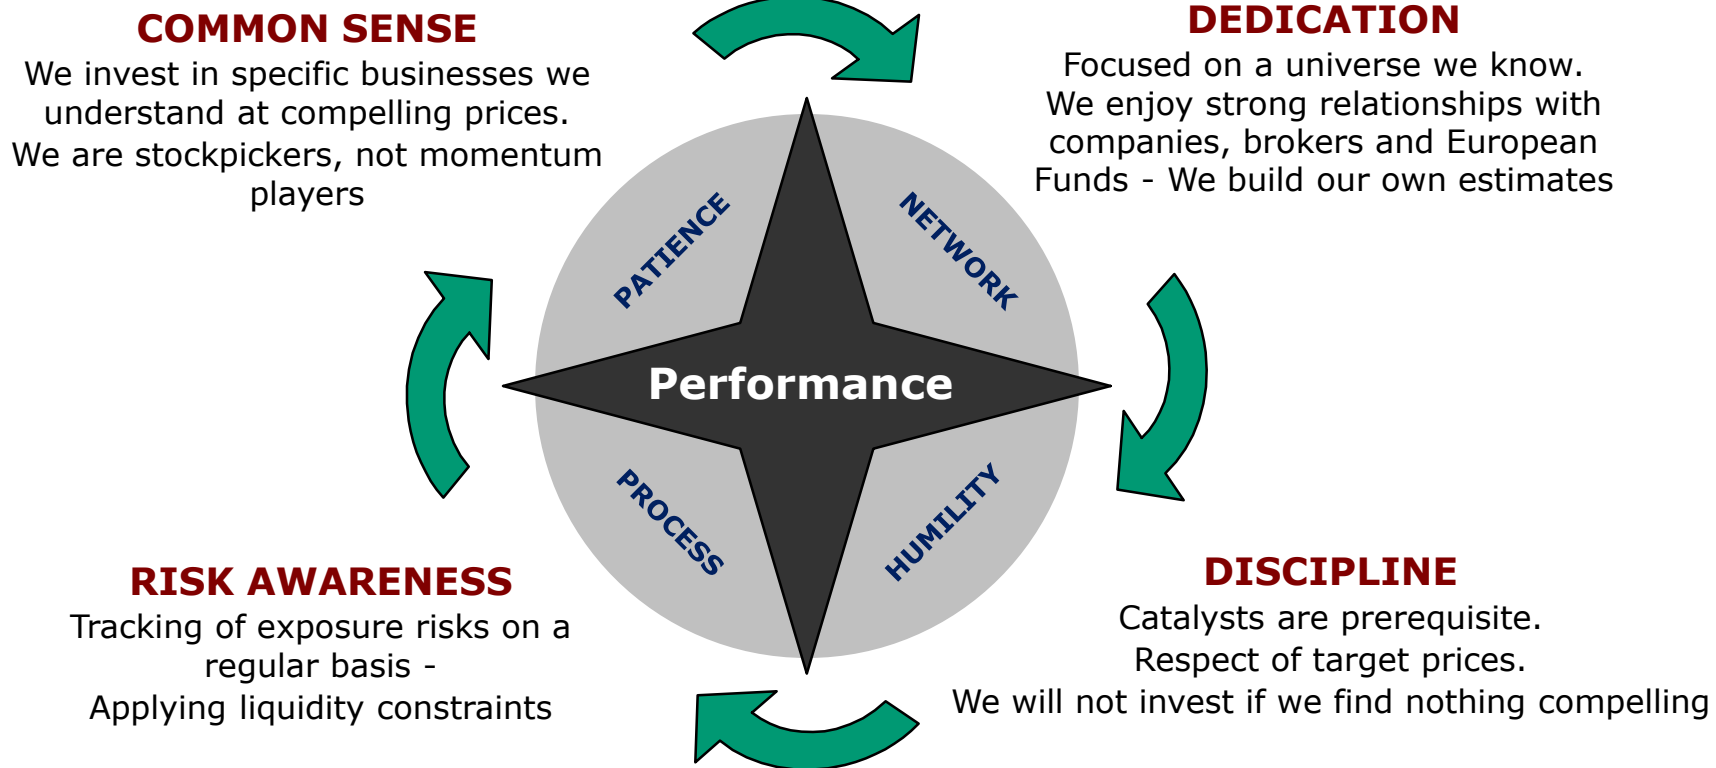 COMMON SENSE
We invest in specific businesses we
understand at compelling prices.
We are stockpickers, not momentum
players
DEDICATION
Focused on a universe we know.
We enjoy strong relationships with
companies, brokers and European
Funds - We build our own estimates
PATIENCE
NETWORK
Performance
PROCESS
HUMILITY
RISK AWARENESS
Tracking of exposure risks on a
regular basis -
Applying liquidity constraints
DISCIPLINE
Catalysts are prerequisite.
Respect of target prices.
We will not invest if we find nothing compelling